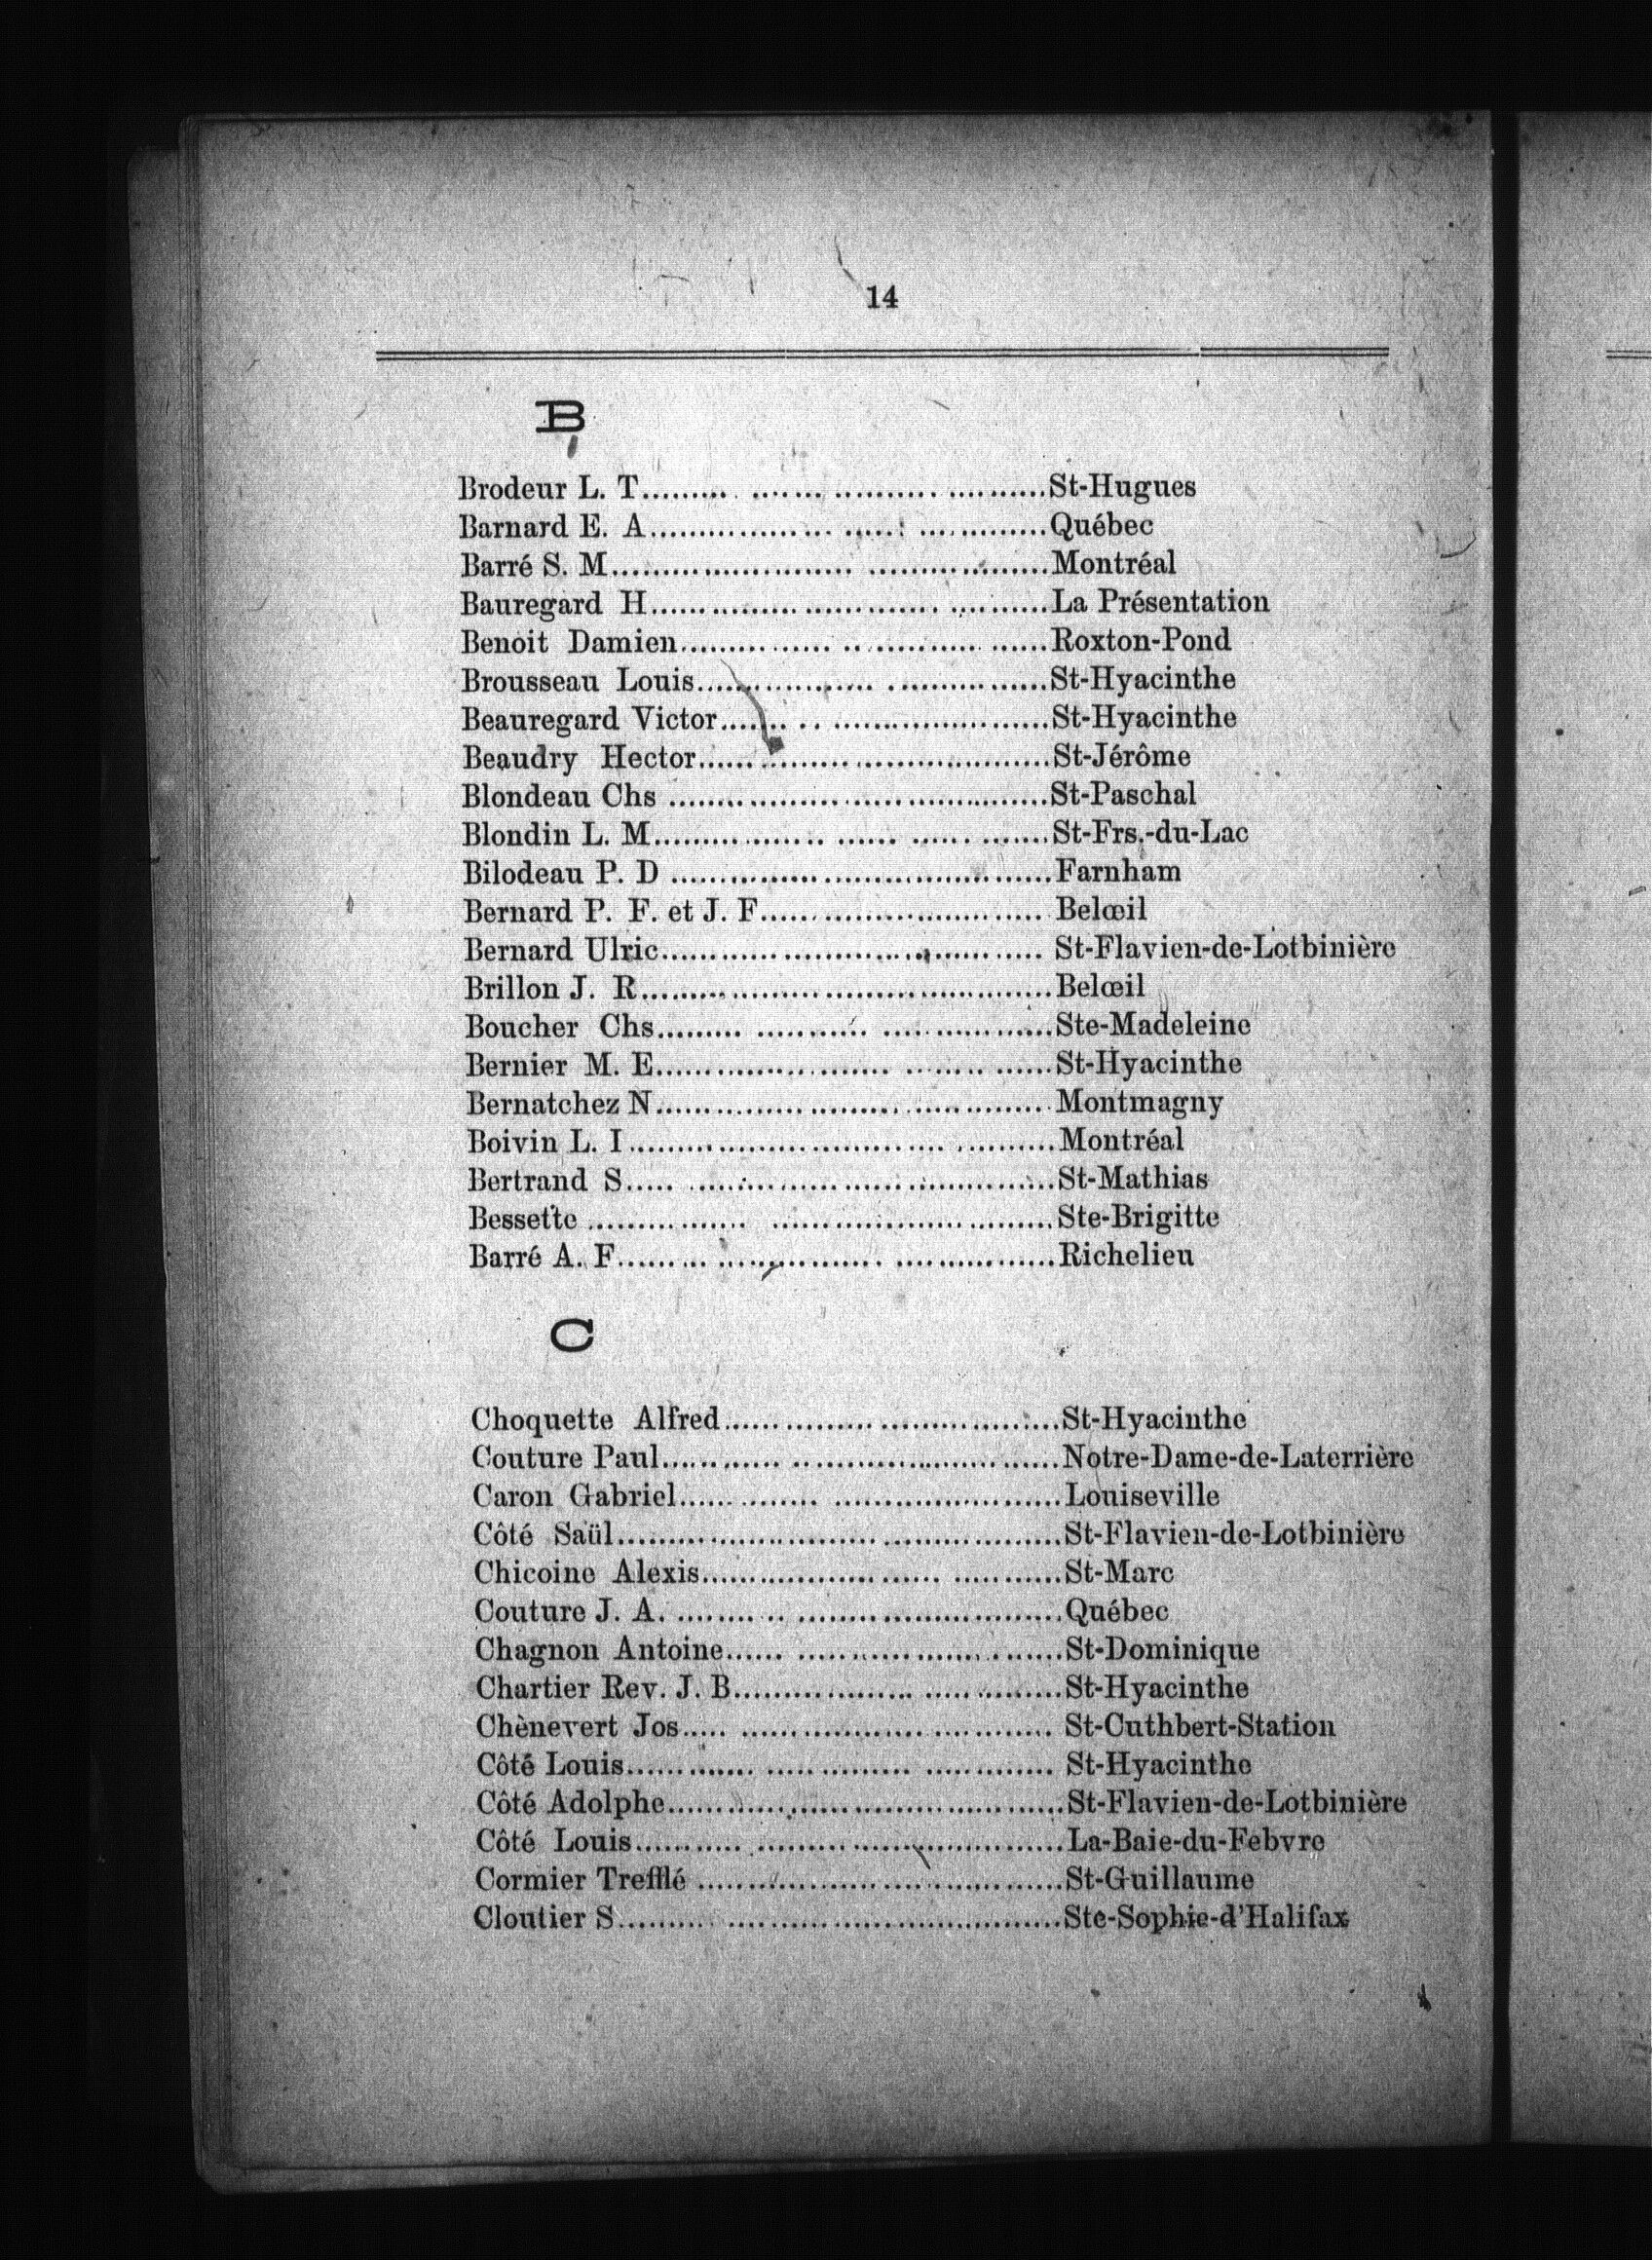 14
B
Brodeur L. T.......... ....... ........... ..........St-Hugues
Barnard E. A................... ...... .............Québec
Barré S. M......................... ...................Montréal
Bauregard H............... .............. ..........La Présentation
Benoit Damien................ .. ........... ......Roxton-Pond
Brousseau Louis.................. .................St-Hyacinthe
Beauregard Victor....... .. ......................St-Hyacinthe
Beaudry Hector.....................................St-Jérôme
Blondeau Chs .......................................St-Paschal
Blondin L. M.................. ...... ...... .......St-Frs.-du-Lac
Bilodeau P. D ............... .......................Farnham
Bernard P. F. et J. F............................. Belœil
Bernard Ulric....................................... St-Flavien-de-Lotbinière
Brillon J. R..........................................Belœil
Boucher Chs......... ............ .................Ste-Madeleine
Bernier M. E........................ ........ ......St-Hyacinthe
Bernatchez N........................................Montmagny
Boivin L. I................................ ..........Montréal
Bertrand S..... .....................................St-Mathias
Bessette ................ ............................Ste-Brigitte
Barré A. F......... ................. ................Richelieu
C
Choquette Alfred................ ..................St-Hyacinthe
Couture Paul............ ...........................Notre-Dame-de-Laterrière
Caron Gabriel.............. .......................Louiseville
Côté Saül........................... ..................St-Flavien-de-Lotbinière
Chicoine Alexis........................ ...........St-Marc
Couture J. A. ........... ...........................Québec
Chagnon Antoine...... ...........................St-Dominique
Chartier Rev. J. B................... ..............St-Hyacinthe
Chènevert Jos..... ................... ............ St-Cuthbert-Station
Côté Louis............. ............... ............. St-Hyacinthe
Côté Adolphe........................................St-Flavien-de-Lotbinière
Côté Louis........... ...............................La-Baie-du-Febvre
Cormier Trefflé .....................................St-Guillaume
Cloutier S.......... ..................................Ste-Sophie-d'Halifax